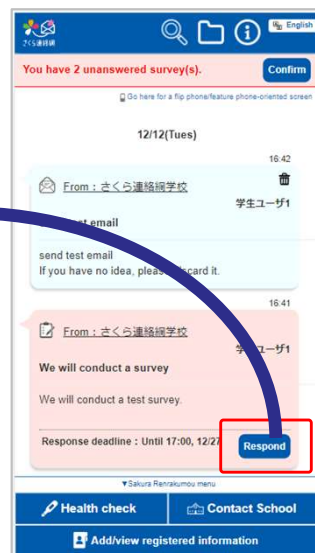 さくら連絡網
English
You have 2 unanswered survey(s).
Confirm
Go here for a flip phone/feature phone-oriented screen
12/12(Tues)
16:42
From : さくら連絡網学校
学生ユーザ1
st email
send test email
If you have no idea, pleas scard it.
16:41
From : さくら連絡網学校
学 ーザ1
We will conduct a survey
We will conduct a test survey.
Response deadline : Until 17:00, 12/27
Respond
▼Sakura Renrakumou menu
Health check
Contact School
Add/view registered information